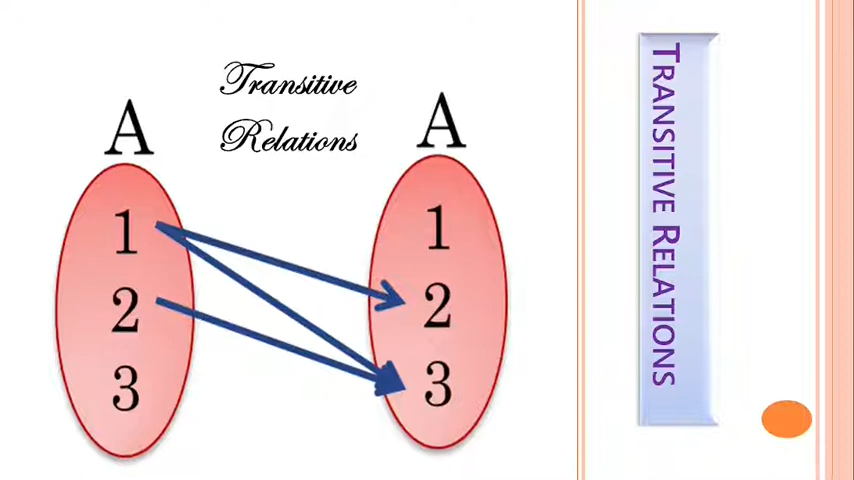 Transitive
Relations
A
A
1
2
3
1
2
3
TRANSITIVE RELATIONS